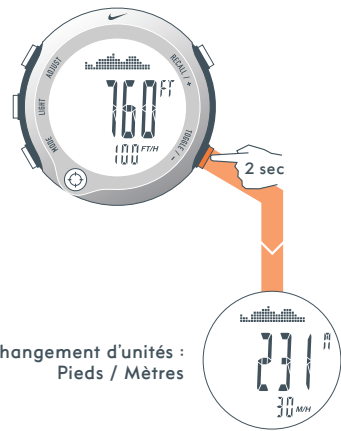 ADJUST
RECALL / +
LIGHT
MODE
TOGGLE / –
760 FT
100 FT/H
2 sec
hangement d'unités :
Pieds / Mètres
231 M
30 M/H